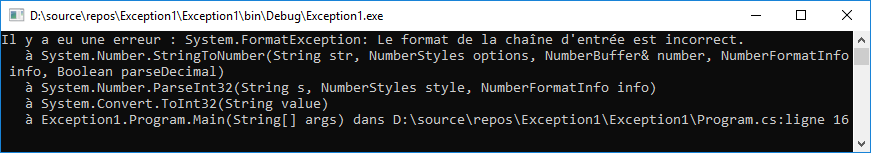 D:\source\repos\Exception1\Exception1\bin\Debug\Exception1.exe
Il y a eu une erreur : System.FormatException: Le format de la chaîne d'entrée est incorrect.
à System.Number.StringToNumber(String str, NumberStyles options, NumberBuffer& number, NumberFormatInfo
info, Boolean parseDecimal)
à System.Number.ParseInt32(String s, NumberStyles style, NumberFormatInfo info)
à System.Convert.ToInt32(String value)
à Exception1.Program.Main(String[] args) dans D:\source\repos\Exception1\Exception1\Program.cs:ligne 16